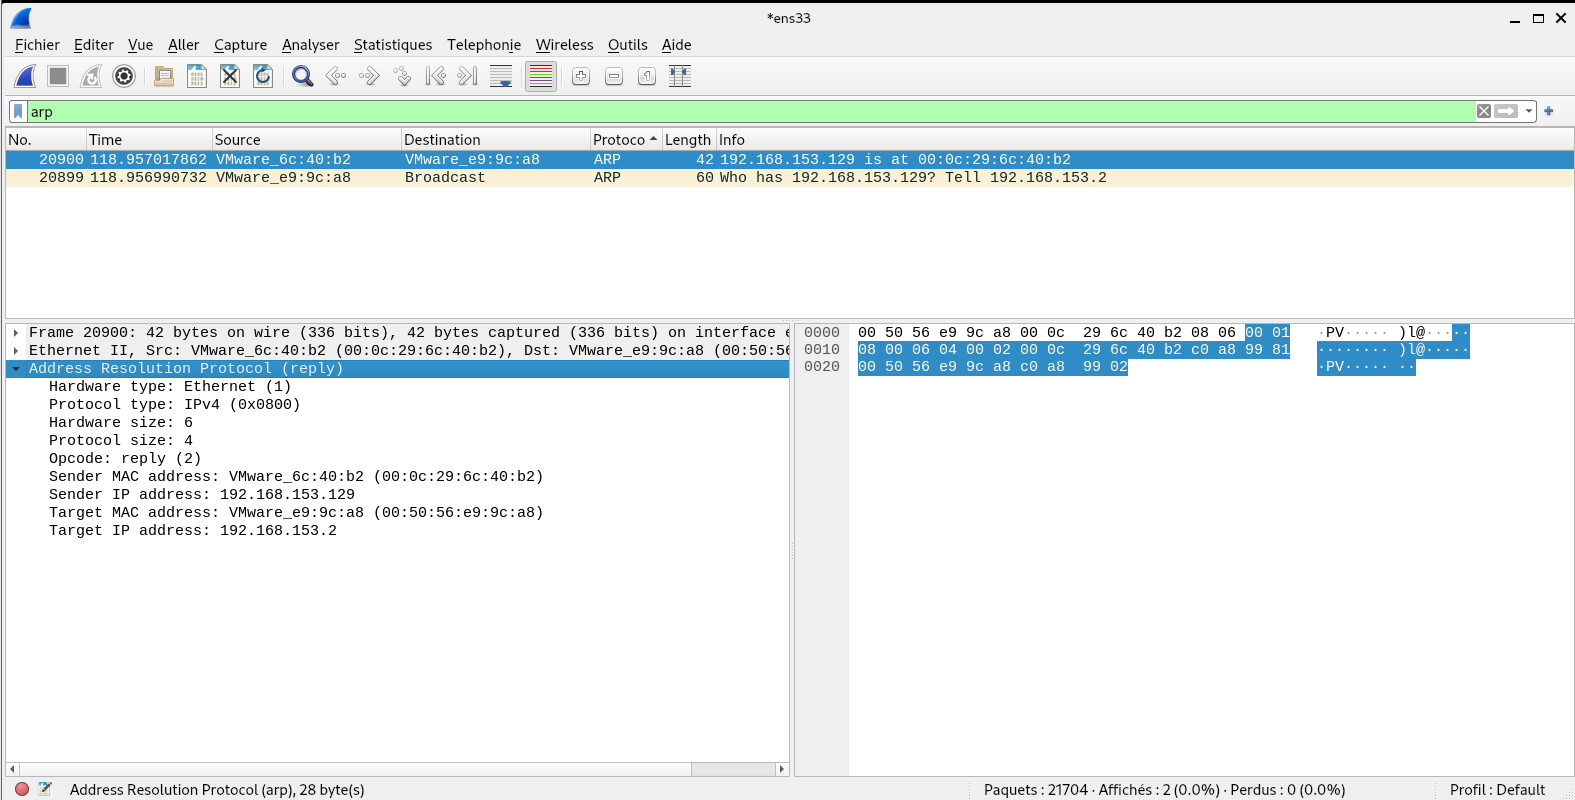 *ens33
Fichier Editer Vue Aller Capture Analyser Statistiques Telephonie Wireless Outils Aide
arp
No. Time Source Destination Protoco Length Info
20900 118.957017862 VMware_6c:40:b2 VMware_e9:9c:a8 ARP 42 192.168.153.129 is at 00:0c:29:6c:40:b2
20899 118.956990732 VMware_e9:9c:a8 Broadcast ARP 60 Who has 192.168.153.129? Tell 192.168.153.2
Frame 20900: 42 bytes on wire (336 bits), 42 bytes captured (336 bits) on interface e
Ethernet II, Src: VMware_6c:40:b2 (00:0c:29:6c:40:b2), Dst: VMware_e9:9c:a8 (00:50:56
Address Resolution Protocol (reply)
Hardware type: Ethernet (1)
Protocol type: IPv4 (0x0800)
Hardware size: 6
Protocol size: 4
Opcode: reply (2)
Sender MAC address: VMware_6c:40:b2 (00:0c:29:6c:40:b2)
Sender IP address: 192.168.153.129
Target MAC address: VMware_e9:9c:a8 (00:50:56:e9:9c:a8)
Target IP address: 192.168.153.2
0000 00 50 56 e9 9c a8 00 0c 29 6c 40 b2 08 06 00 01 ·PV····· )l@·····
0010 08 00 06 04 00 02 00 0c 29 6c 40 b2 c0 a8 99 81 ········ )l@·····
0020 00 50 56 e9 9c a8 c0 a8 99 02 ·PV····· ··
Address Resolution Protocol (arp), 28 byte(s)
Paquets : 21704 · Affichés : 2 (0.0%) · Perdus : 0 (0.0%)
Profil : Default